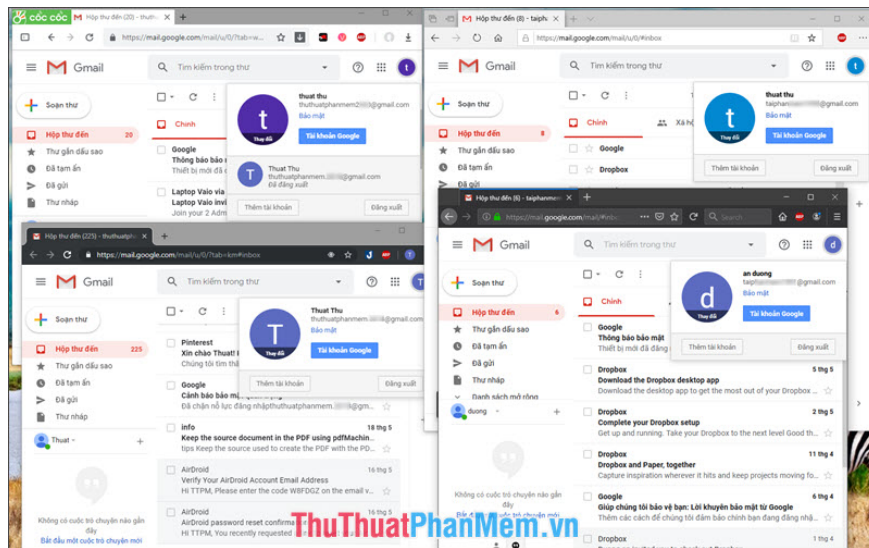 cốc cốc
Hộp thư đến (20) - thuth
https://mail.google.com/mail/u/0/?tab=w...
Gmail
Tìm kiếm trong thư
t
Soạn thư
Hộp thư đến 20
Thư gắn dấu sao
Đã tạm ẩn
Đã gửi
Thư nháp
Chính
Google
Thông báo bảo
Thiết bị mới đã
Laptop Vaio via
Laptop Vaio invi
Join your 2 Adm
t
Thay đổi
thuat thu
Bảo mật
Tài khoản Google
T
Thuat Thu
Đã đăng xuất
Thêm tài khoản
Đăng xuất
Hộp thư đến (8) - taiph
https://mail.google.com/mail/u/0/#inbox
Gmail
Tìm kiếm trong thư
t
Soạn thư
Hộp thư đến 8
Thư gắn dấu sao
Đã tạm ẩn
Đã gửi
Chính
Xã hộ
Google
Dropbox
t
Thay đổi
thuat thu
Bảo mật
Tài khoản Google
Thêm tài khoản
Đăng xuất
Hộp thư đến (225) - thuthuatph
https://mail.google.com/mail/u/0/?tab=km#inbox
Gmail
Tìm kiếm trong thư
T
Soạn thư
Hộp thư đến 225
Thư gắn dấu sao
Đã tạm ẩn
Đã gửi
Thư nháp
Thuat
Không có cuộc trò chuyện nào gần
đây
Bắt đầu một cuộc trò chuyện mới
Pinterest
Xin chào Thuat!
Chúng tôi tìm thấ
Google
Cảnh báo bảo mật quan trọng
Đã chặn nỗ lực đăng nhập
info 18 thg 5
Keep the source document in the PDF using pdfMachin..
tips Keep the source used to create the PDF with the PD...
AirDroid 16 thg 5
Verify Your AirDroid Account Email Address
Hi TTPM, Please enter the code W8FDGZ on the email v...
AirDroid 16 thg 5
AirDroid password reset confirma
Hi TTPM, You recently requested
T
Thay đổi
Thuat Thu
Bảo mật
Tài khoản Google
Thêm tài khoản
Đăng xuất
Hộp thư đến (6) - taiphanmem
https://mail.google.com/mail/u/0/#inbo
Search
Gmail
Tìm kiếm trong thư
d
Soạn thư
Hộp thư đến 6
Thư gắn dấu sao
Đã tạm ẩn
Đã gửi
Thư nháp
Danh sách mở rộng
duong
Không có cuộc trò chuyện nào gần
đây
Bắt đầu một cuộc trò chuyện mới
Chính
Google
Thông báo bảo mật
Thiết bị mới đã đăng
Dropbox 5 thg 5
Download the Dropbox desktop app
Download the desktop app to get the most out of your Dropbox ...
Dropbox 2 thg 5
Complete your Dropbox setup
Get up and running. Take your Dropbox to the next level Good th...
Dropbox 11 thg 4
Dropbox and Paper, together
Capture inspiration wherever it hits and keep projects moving fo...
Google 6 thg 4
Giúp chúng tôi bảo vệ bạn: Lời khuyên bảo mật từ Google
Thêm các cách để chúng tôi đảm bảo chính bạn đang đăng nhậ...
Dropbox 1 thg 4
d
Thay đổi
an duong
Bảo mật
Tài khoản Google
Thêm tài khoản
Đăng xuất
ThuThuatPhanMem.vn